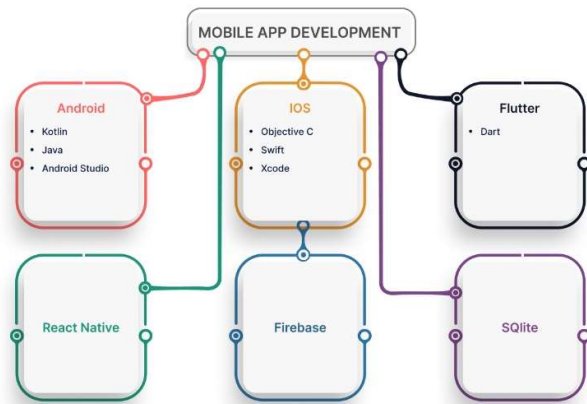 MOBILE APP DEVELOPMENT
Android
• Kotlin
• Java
• Android Studio
IOS
• Objective C
• Swift
• Xcode
Flutter
• Dart
React Native
Firebase
SQlite